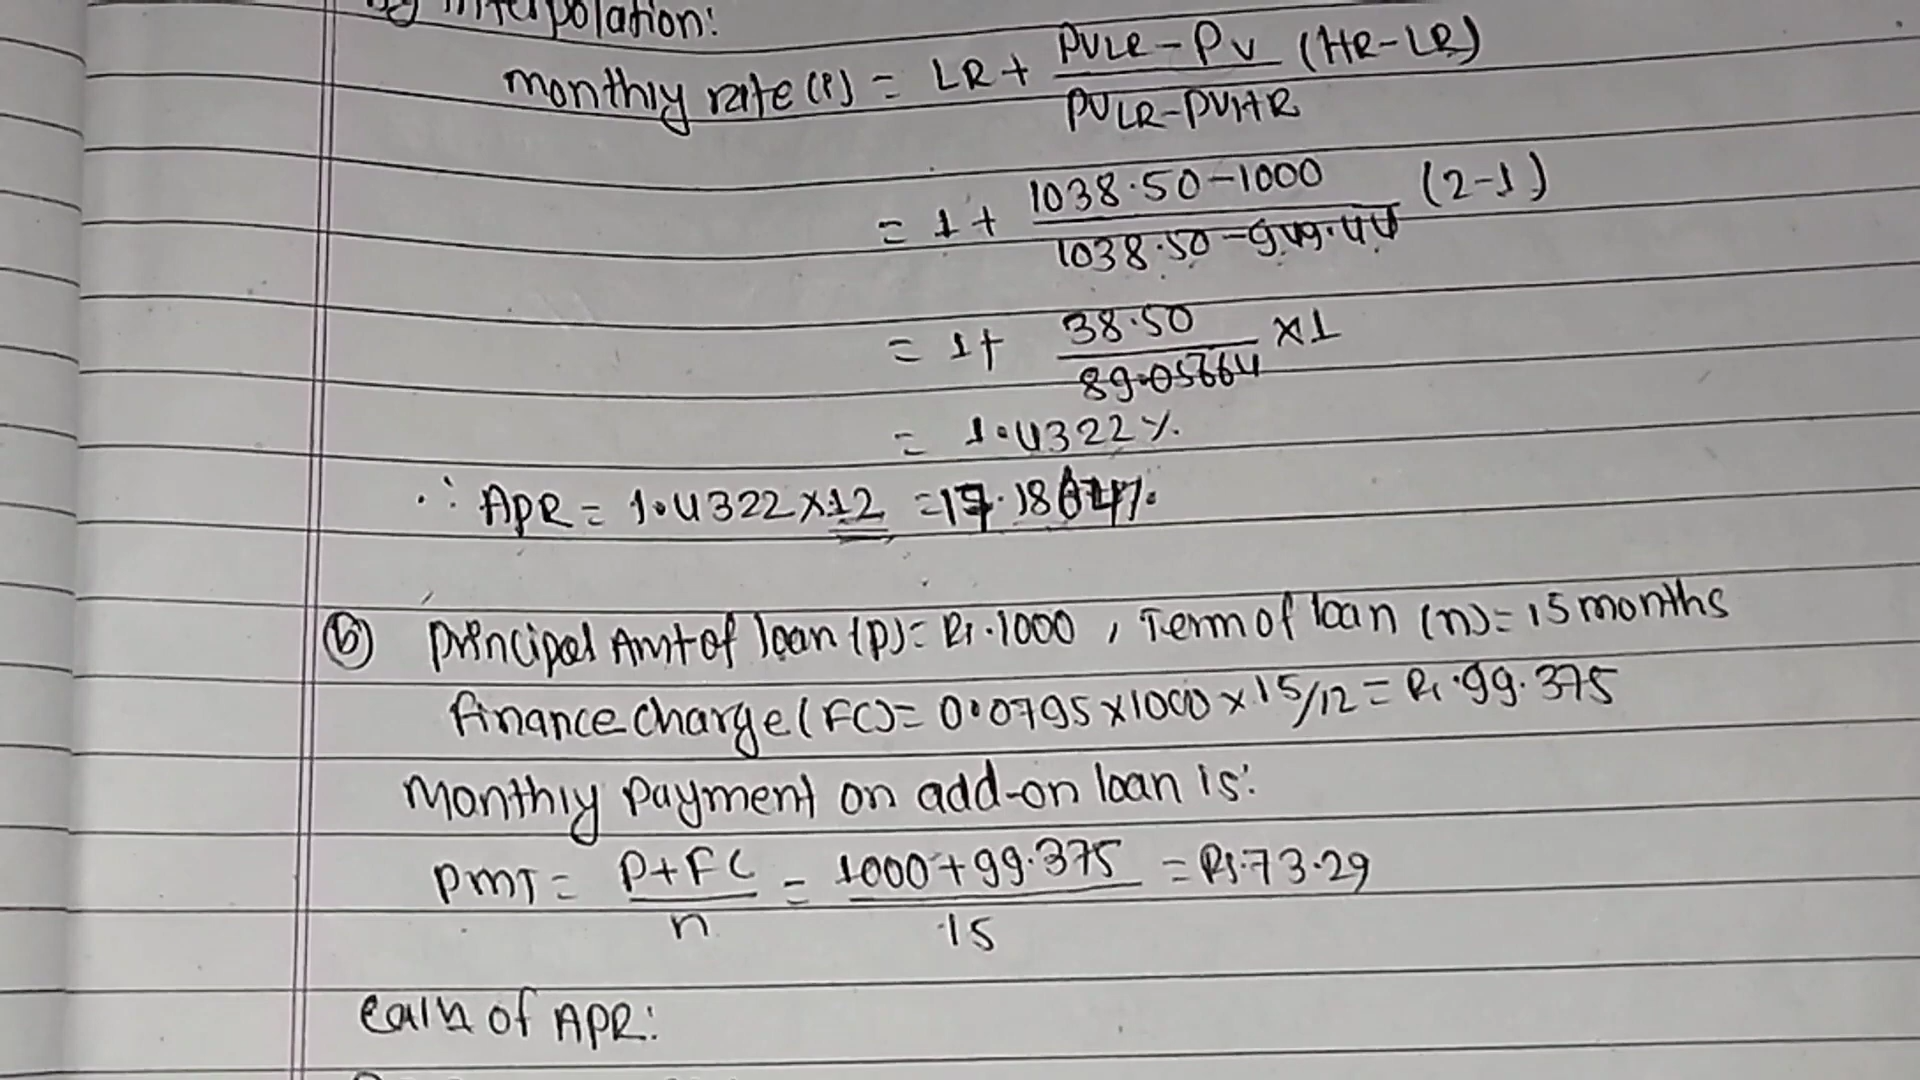 By interpolation:
monthly rate (i) = LR + PVLR - PV / PVLR - PVHR (HR - LR)
= 1 + 1038.50 - 1000 / 1038.50 - 949.44 (2-1)
= 1 + 38.50 / 89.05664 × 1
= 1.4322%.
∴ APR = 1.4322 × 12 = 17.18
(b) Principal Amt of loan (P) = Rs.1000, Term of loan (n) = 15 months
finance charge (FC) = 0.0795 × 1000 × 15/12 = Rs.99.375
Monthly payment on add-on loan is:
PMT = P + FC / n = 1000 + 99.375 / 15 = Rs.73.29
of APR: